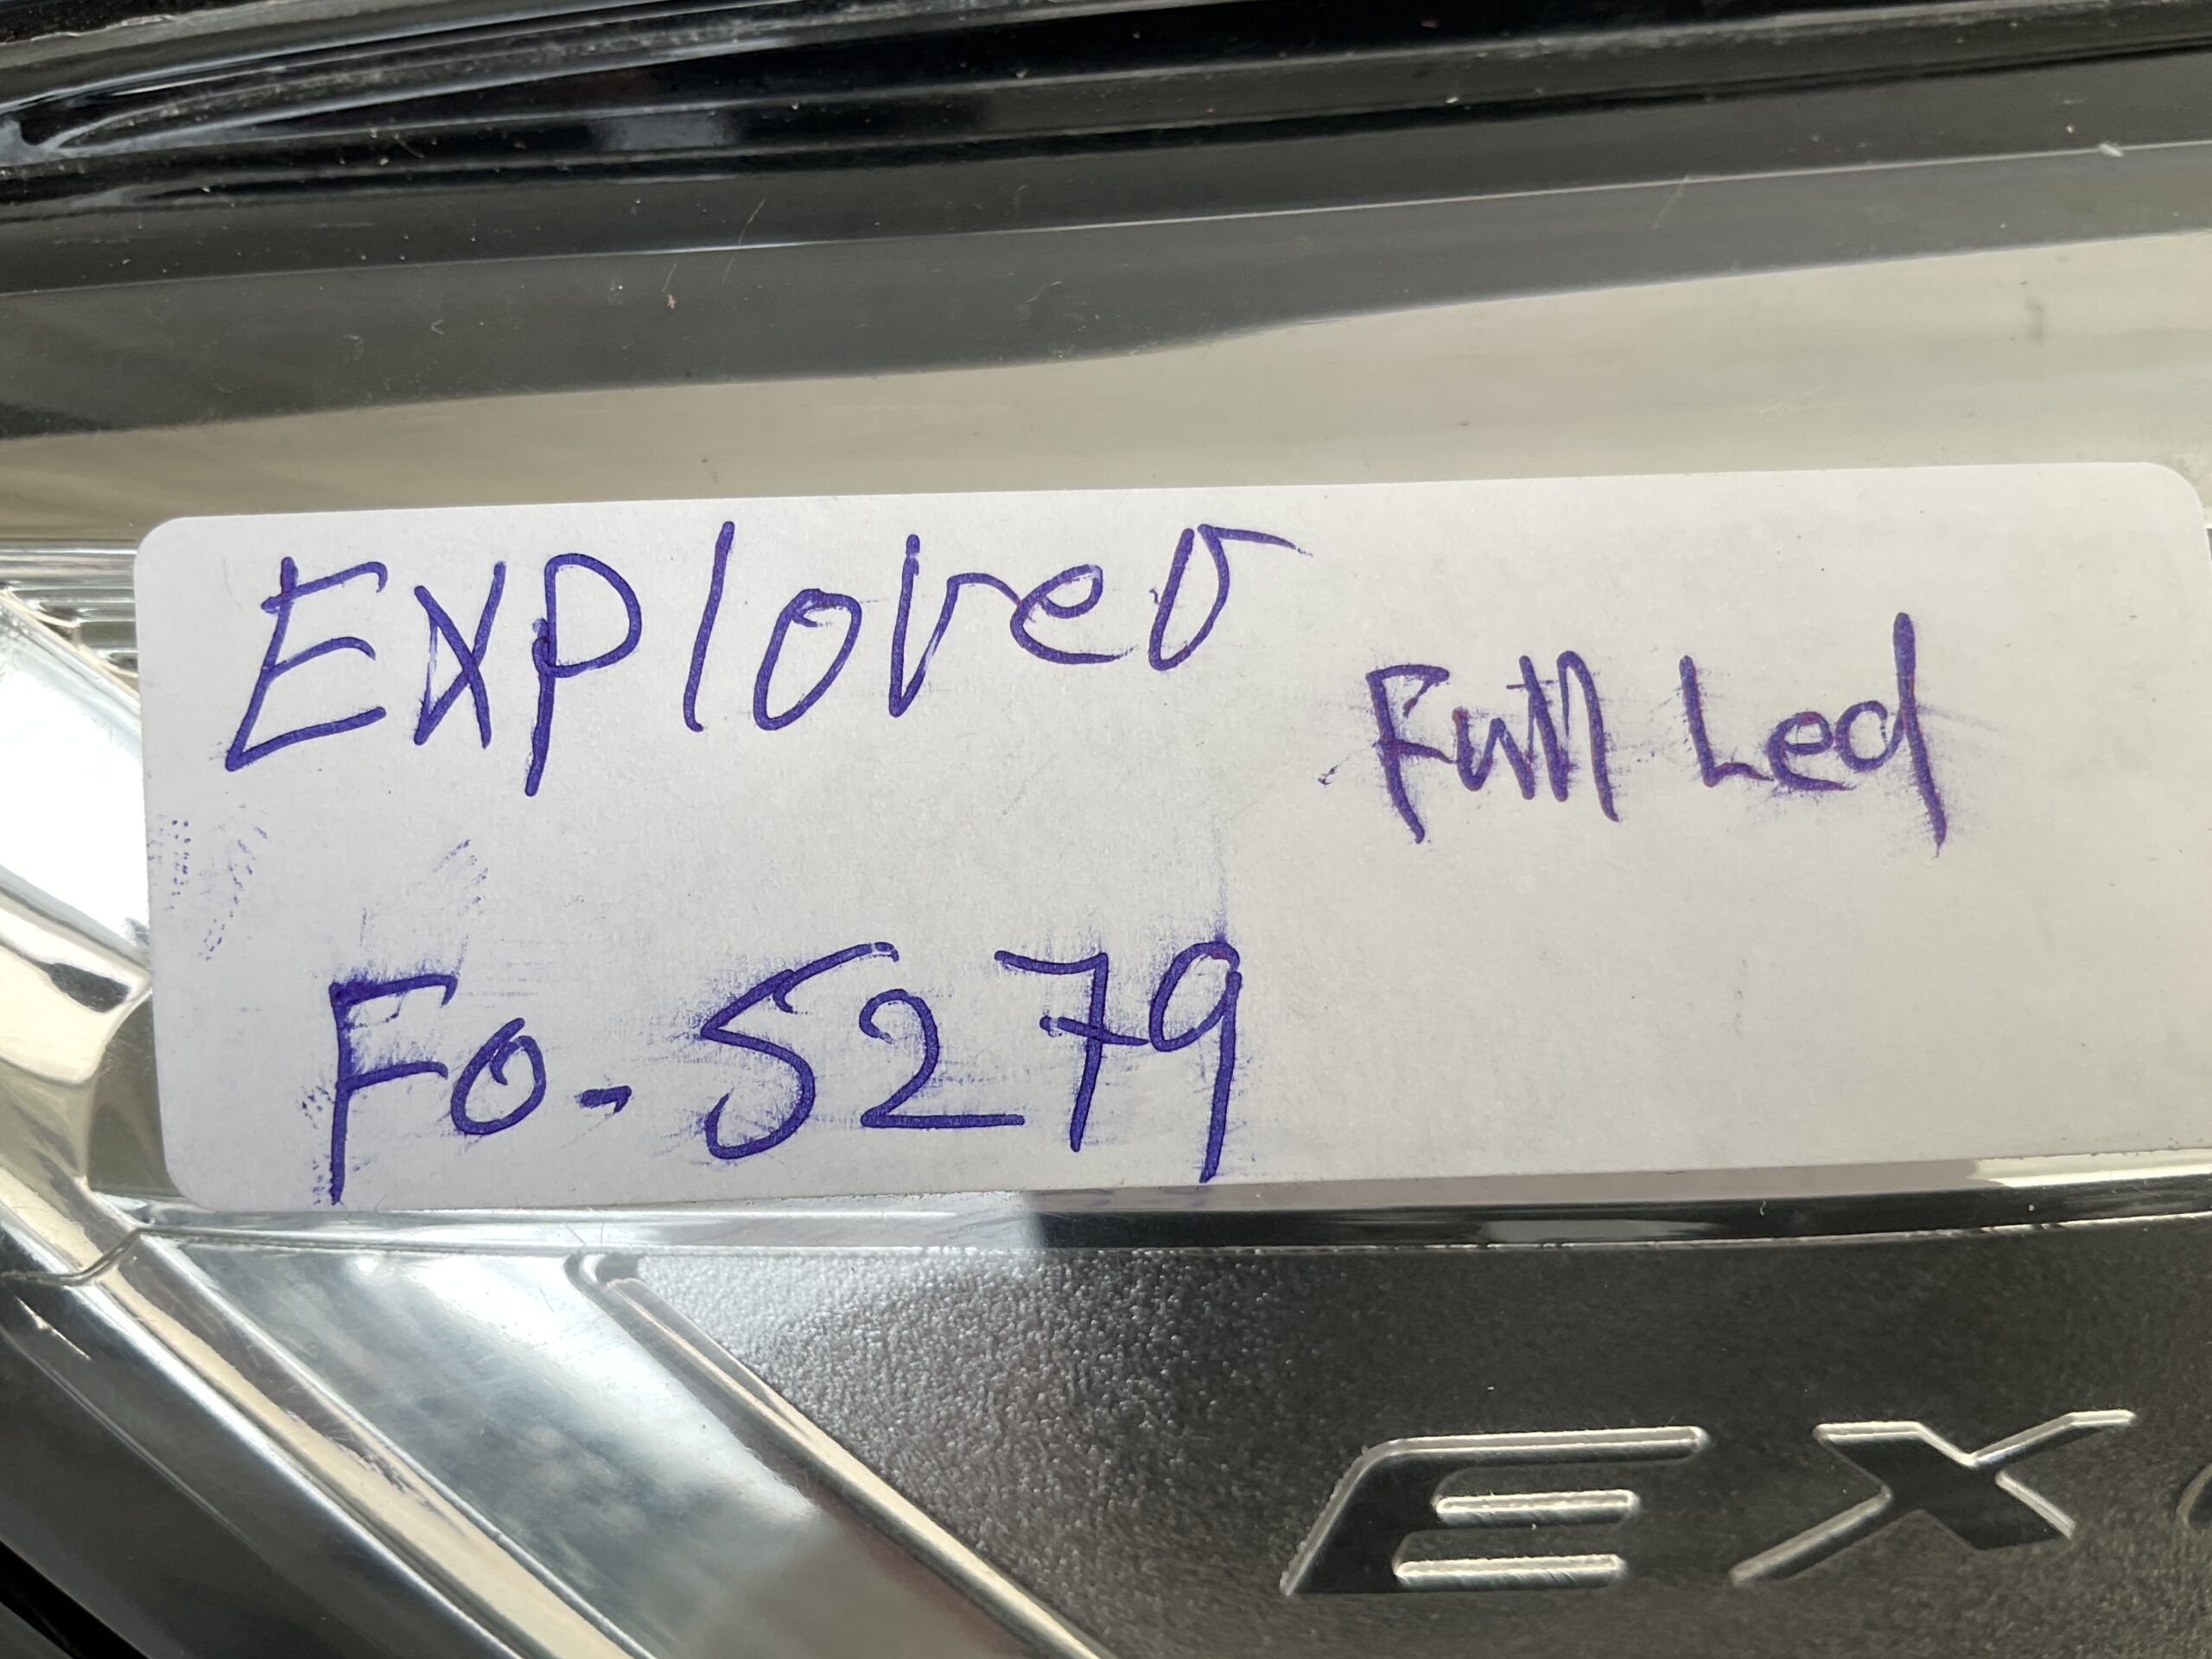 Explorer
Full Led
Fo-5279
EX